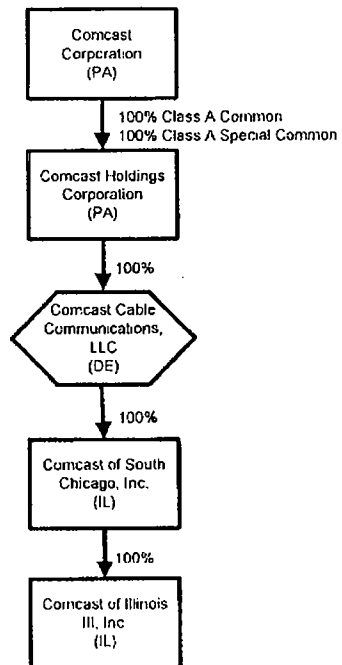 Comcast
Corporation
(PA)
100% Class A Common
100% Class A Special Common
Comcast Holdings
Corporation
(PA)
100%
Comcast Cable
Communications,
LLC
(DE)
100%
Comcast of South
Chicago, Inc.
(IL)
100%
Comcast of Illinois
III, Inc
(IL)